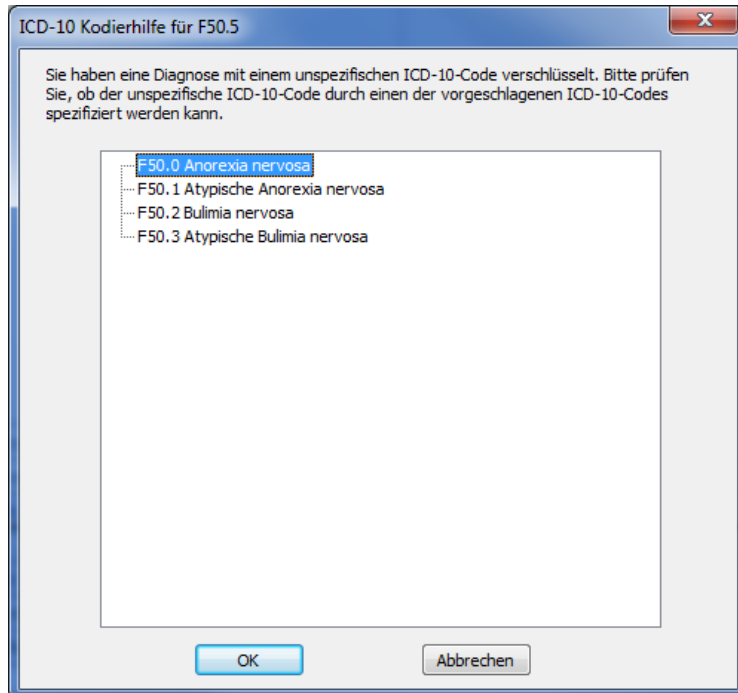 ICD-10 Kodierhilfe für F50.5
Sie haben eine Diagnose mit einem unspezifischen ICD-10-Code verschlüsselt. Bitte prüfen
Sie, ob der unspezifische ICD-10-Code durch einen der vorgeschlagenen ICD-10-Codes
spezifiziert werden kann.
F50.0 Anorexia nervosa
F50.1 Atypische Anorexia nervosa
F50.2 Bulimia nervosa
F50.3 Atypische Bulimia nervosa
OK
Abbrechen